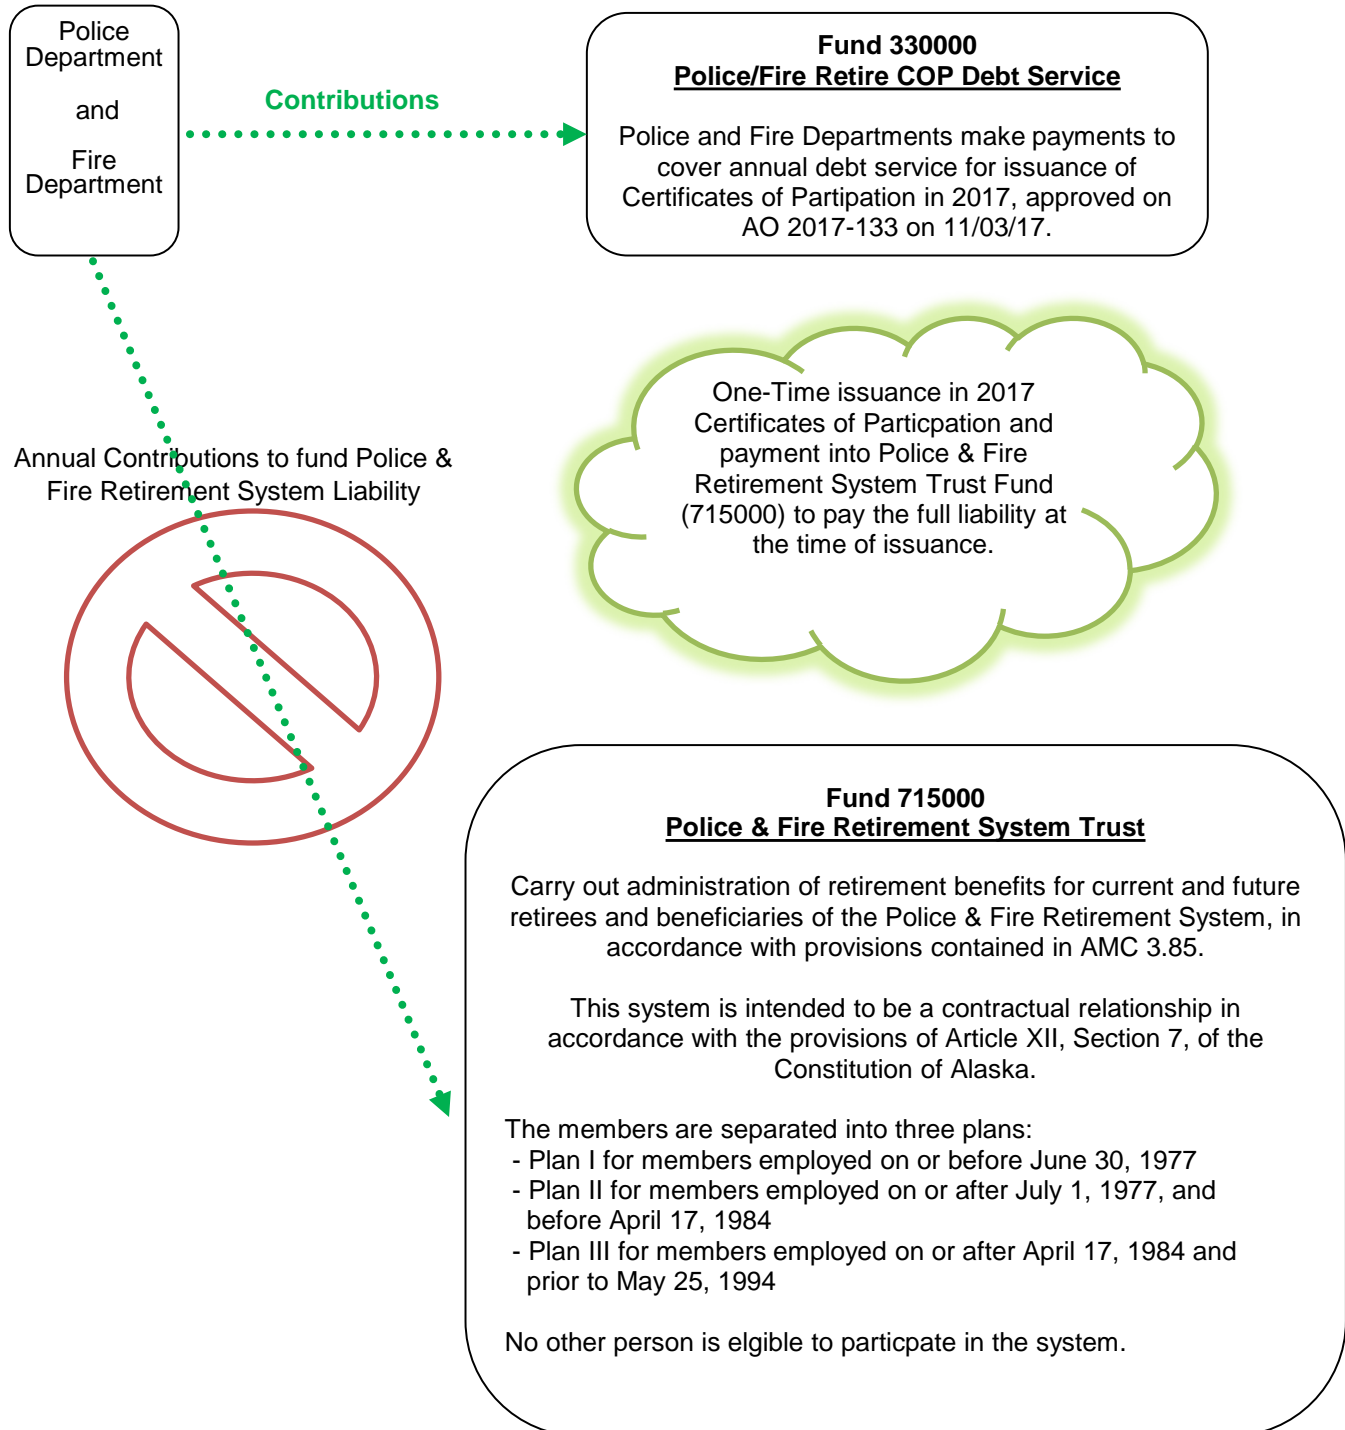 Police
Department
and
Fire
Department
Contributions
Fund 330000
Police/Fire Retire COP Debt Service
Police and Fire Departments make payments to
cover annual debt service for issuance of
Certificates of Partipation in 2017, approved on
AO 2017-133 on 11/03/17.
One-Time issuance in 2017
Certificates of Particpation and
payment into Police & Fire
Retirement System Trust Fund
(715000) to pay the full liability at
the time of issuance.
Annual Contributions to fund Police &
Fire Retirement System Liability
Fund 715000
Police & Fire Retirement System Trust
Carry out administration of retirement benefits for current and future
retirees and beneficiaries of the Police & Fire Retirement System, in
accordance with provisions contained in AMC 3.85.
This system is intended to be a contractual relationship in
accordance with the provisions of Article XII, Section 7, of the
Constitution of Alaska.
The members are separated into three plans:
- Plan I for members employed on or before June 30, 1977
- Plan II for members employed on or after July 1, 1977, and
before April 17, 1984
- Plan III for members employed on or after April 17, 1984 and
prior to May 25, 1994
No other person is elgible to particpate in the system.